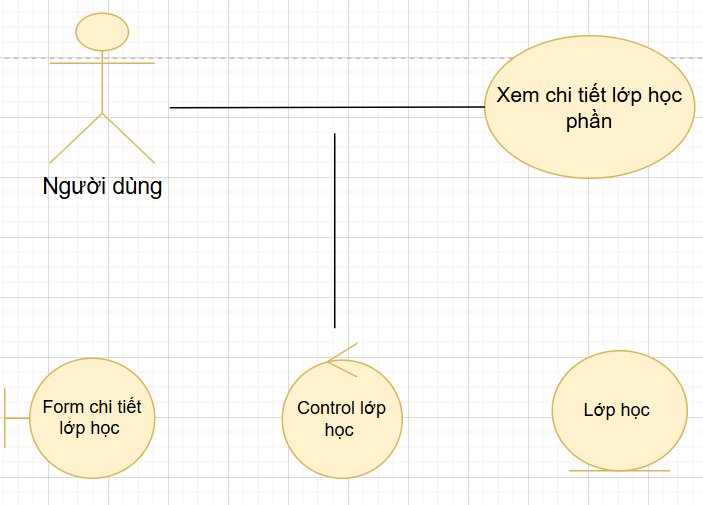 Xem chi tiết lớp học
phần
Người dùng
Form chi tiết
lớp học
Control lớp
học
Lớp học